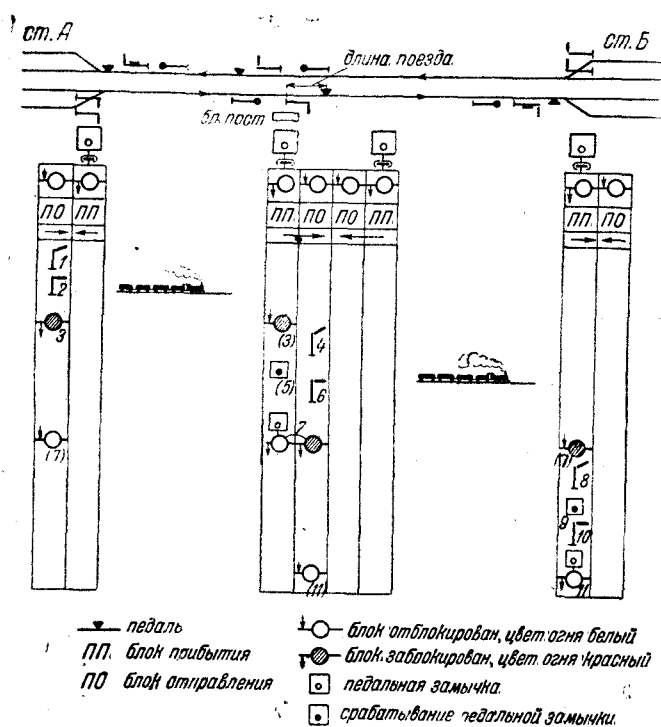 ст. А
ст. Б
длина поезда
бл. пост
ПО ПП
ПП ПО ПО ПП
ПП ПО
1
2
3
(3)
4
(5)
6
7
(7)
(7)
8
9
10
11
(11)
педаль
ПП блок прибытия
ПО блок отправления
блок отблокирован, цвет огня белый
блок заблокирован, цвет огня красный
педальная замычка.
срабатывание педальной замычки.